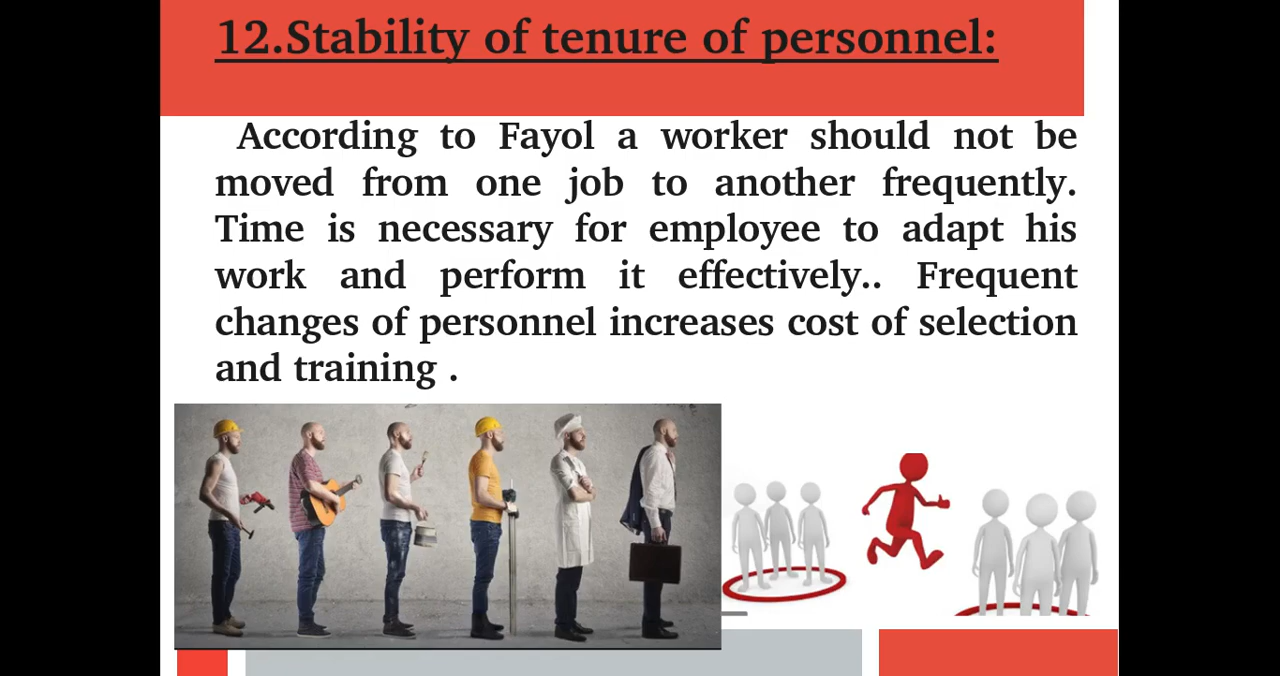 12.Stability of tenure of personnel:
According to Fayol a worker should not be
moved from one job to another frequently.
Time is necessary for employee to adapt his
work and perform it effectively.. Frequent
changes of personnel increases cost of selection
and training .